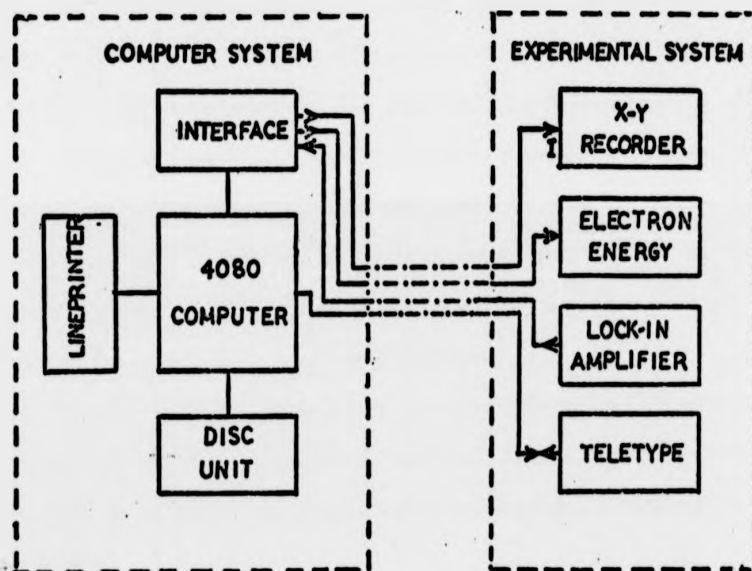 COMPUTER SYSTEM
INTERFACE
LINEPRINTER
4080
COMPUTER
DISC
UNIT
EXPERIMENTAL SYSTEM
X-Y
RECORDER
I
ELECTRON
ENERGY
LOCK-IN
AMPLIFIER
TELETYPE